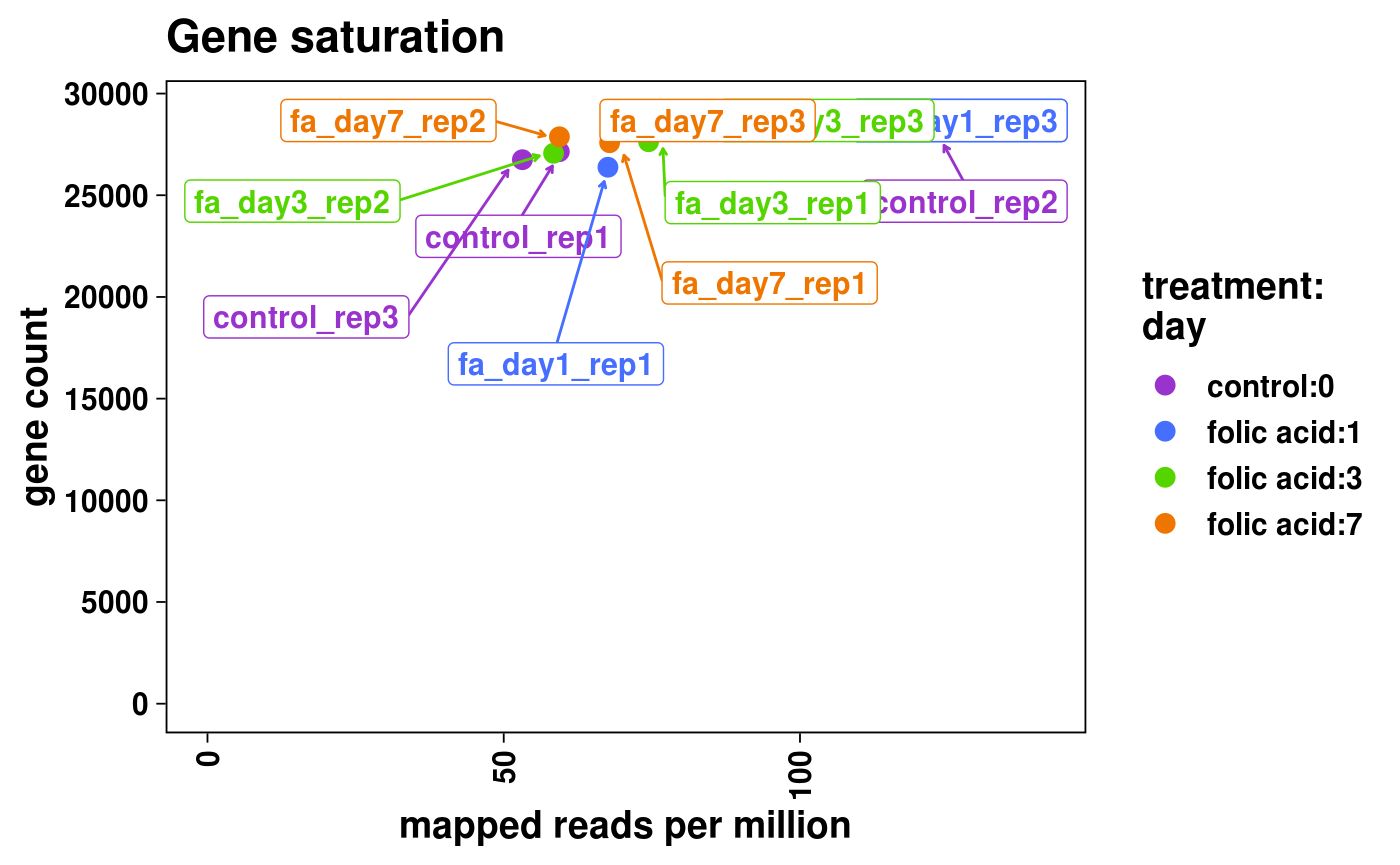 Gene saturation
30000
25000
20000
15000
10000
5000
0
gene count
fa_day7_rep2
fa_day7_rep3
y3_rep3
ay1_rep3
fa_day3_rep2
fa_day3_rep1
control_rep2
control_rep1
fa_day7_rep1
control_rep3
fa_day1_rep1
0
50
100
mapped reads per million
treatment:
day
control:0
folic acid:1
folic acid:3
folic acid:7